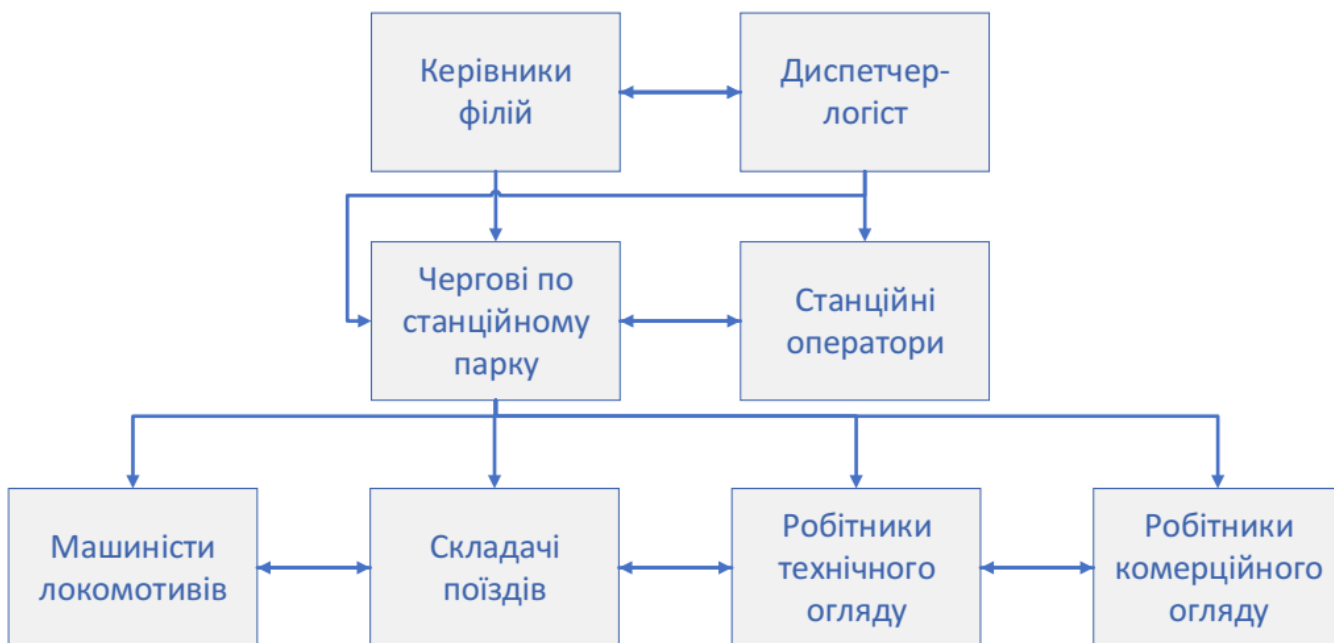 Керівники
філій
Диспетчер-
логіст
Чергові по
станційному
парку
Станційні
оператори
Машиністи
локомотивів
Складачі
поїздів
Робітники
технічного
огляду
Робітники
комерційного
огляду